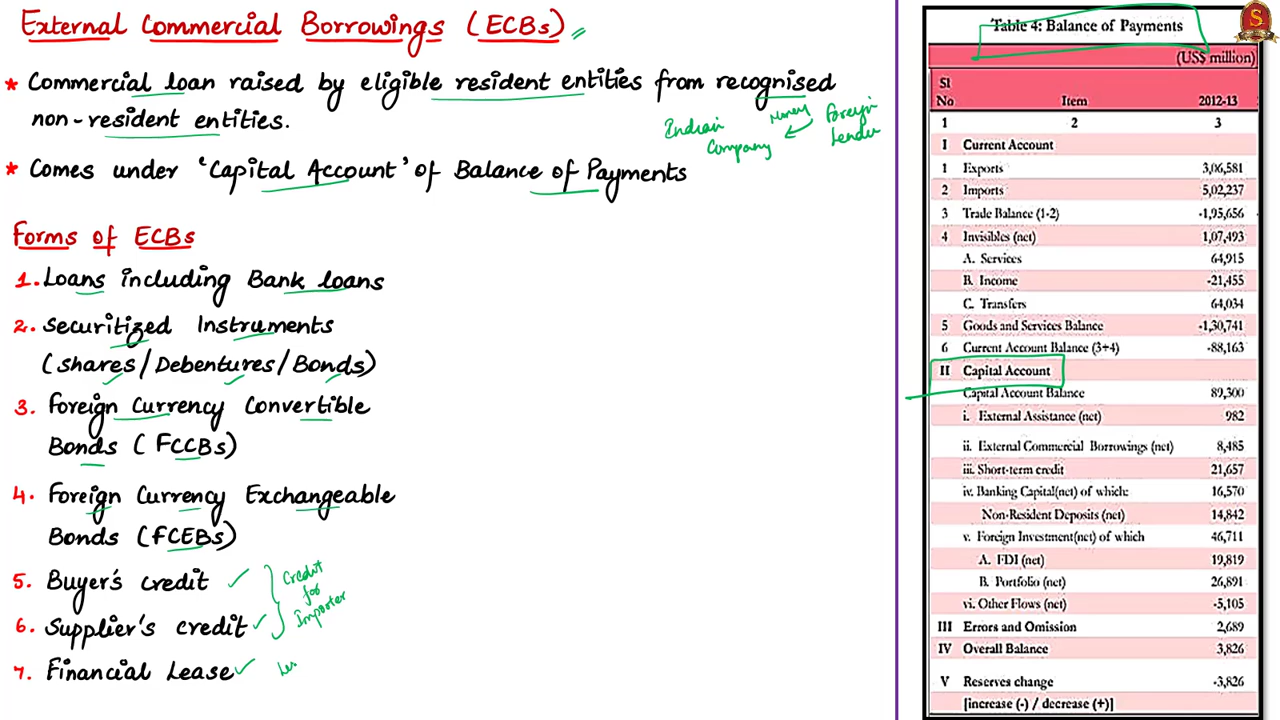 External Commercial Borrowings (ECBs)
* Commercial loan raised by eligible resident entities from recognised
non-resident entities.
Indian Company
Money
Foreign Lender
* Comes under 'Capital Account' of Balance of Payments
Forms of ECBs
1. Loans including Bank loans
2. Securitized Instruments
(shares/Debentures/Bonds)
3. Foreign Currency Convertible
Bonds (FCCBs)
4. Foreign Currency Exchangeable
Bonds (FCEBs)
5. Buyer's credit
6. Supplier's credit
Credit
for
Importer
7. Financial Lease
Table 4: Balance of Payments
(US$ million)
Sl
No Item 2012-13
1 2 3
I Current Account
1 Exports 3,06,581
2 Imports 5,02,237
3 Trade Balance (1-2) -1,95,656
4 Invisibles (net) 1,07,493
A. Services 64,915
B. Income -21,455
C. Transfers 64,034
5 Goods and Services Balance -1,30,741
6 Current Account Balance (3+4) -88,163
II Capital Account
Capital Account Balance 89,300
i. External Assistance (net) 982
ii. External Commercial Borrowings (net) 8,485
iii. Short-term credit 21,657
iv. Banking Capital(net) of which: 16,570
Non-Resident Deposits (net) 14,842
v. Foreign Investment(net) of which 46,711
A. FDI (net) 19,819
B. Portfolio (net) 26,891
vi. Other Flows (net) -5,105
III Errors and Omission 2,689
IV Overall Balance 3,826
V Reserves change -3,826
[increase (-) / decrease (+)]